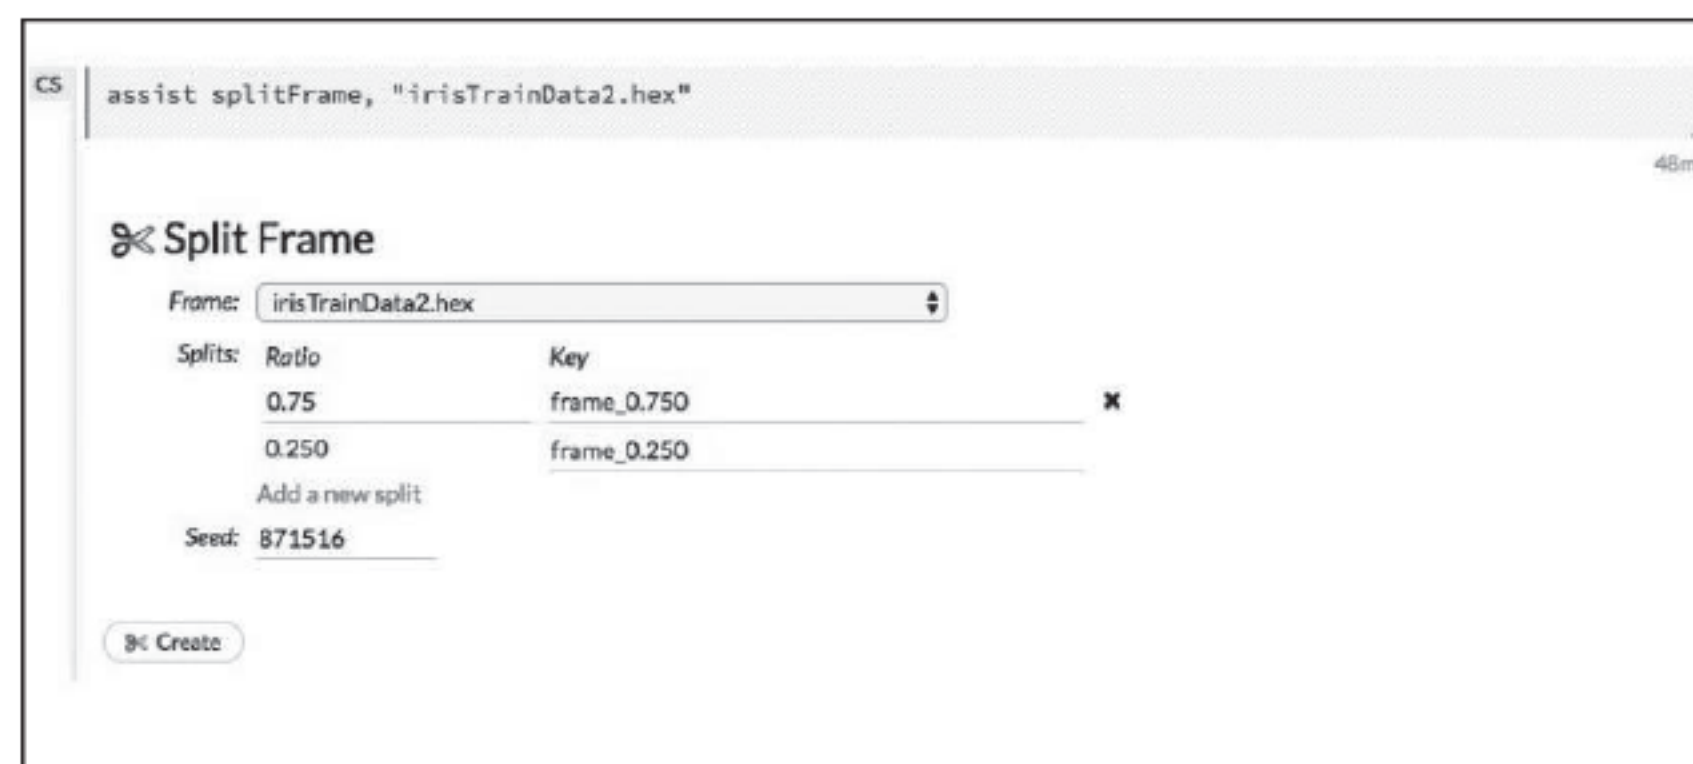 CS
assist splitFrame, "irisTrainData2.hex"
48m
Split Frame
Frame: irisTrainData2.hex
Splits: Ratio Key
0.75 frame_0.750
0.250 frame_0.250
Add a new split
Seed: 871516
Create